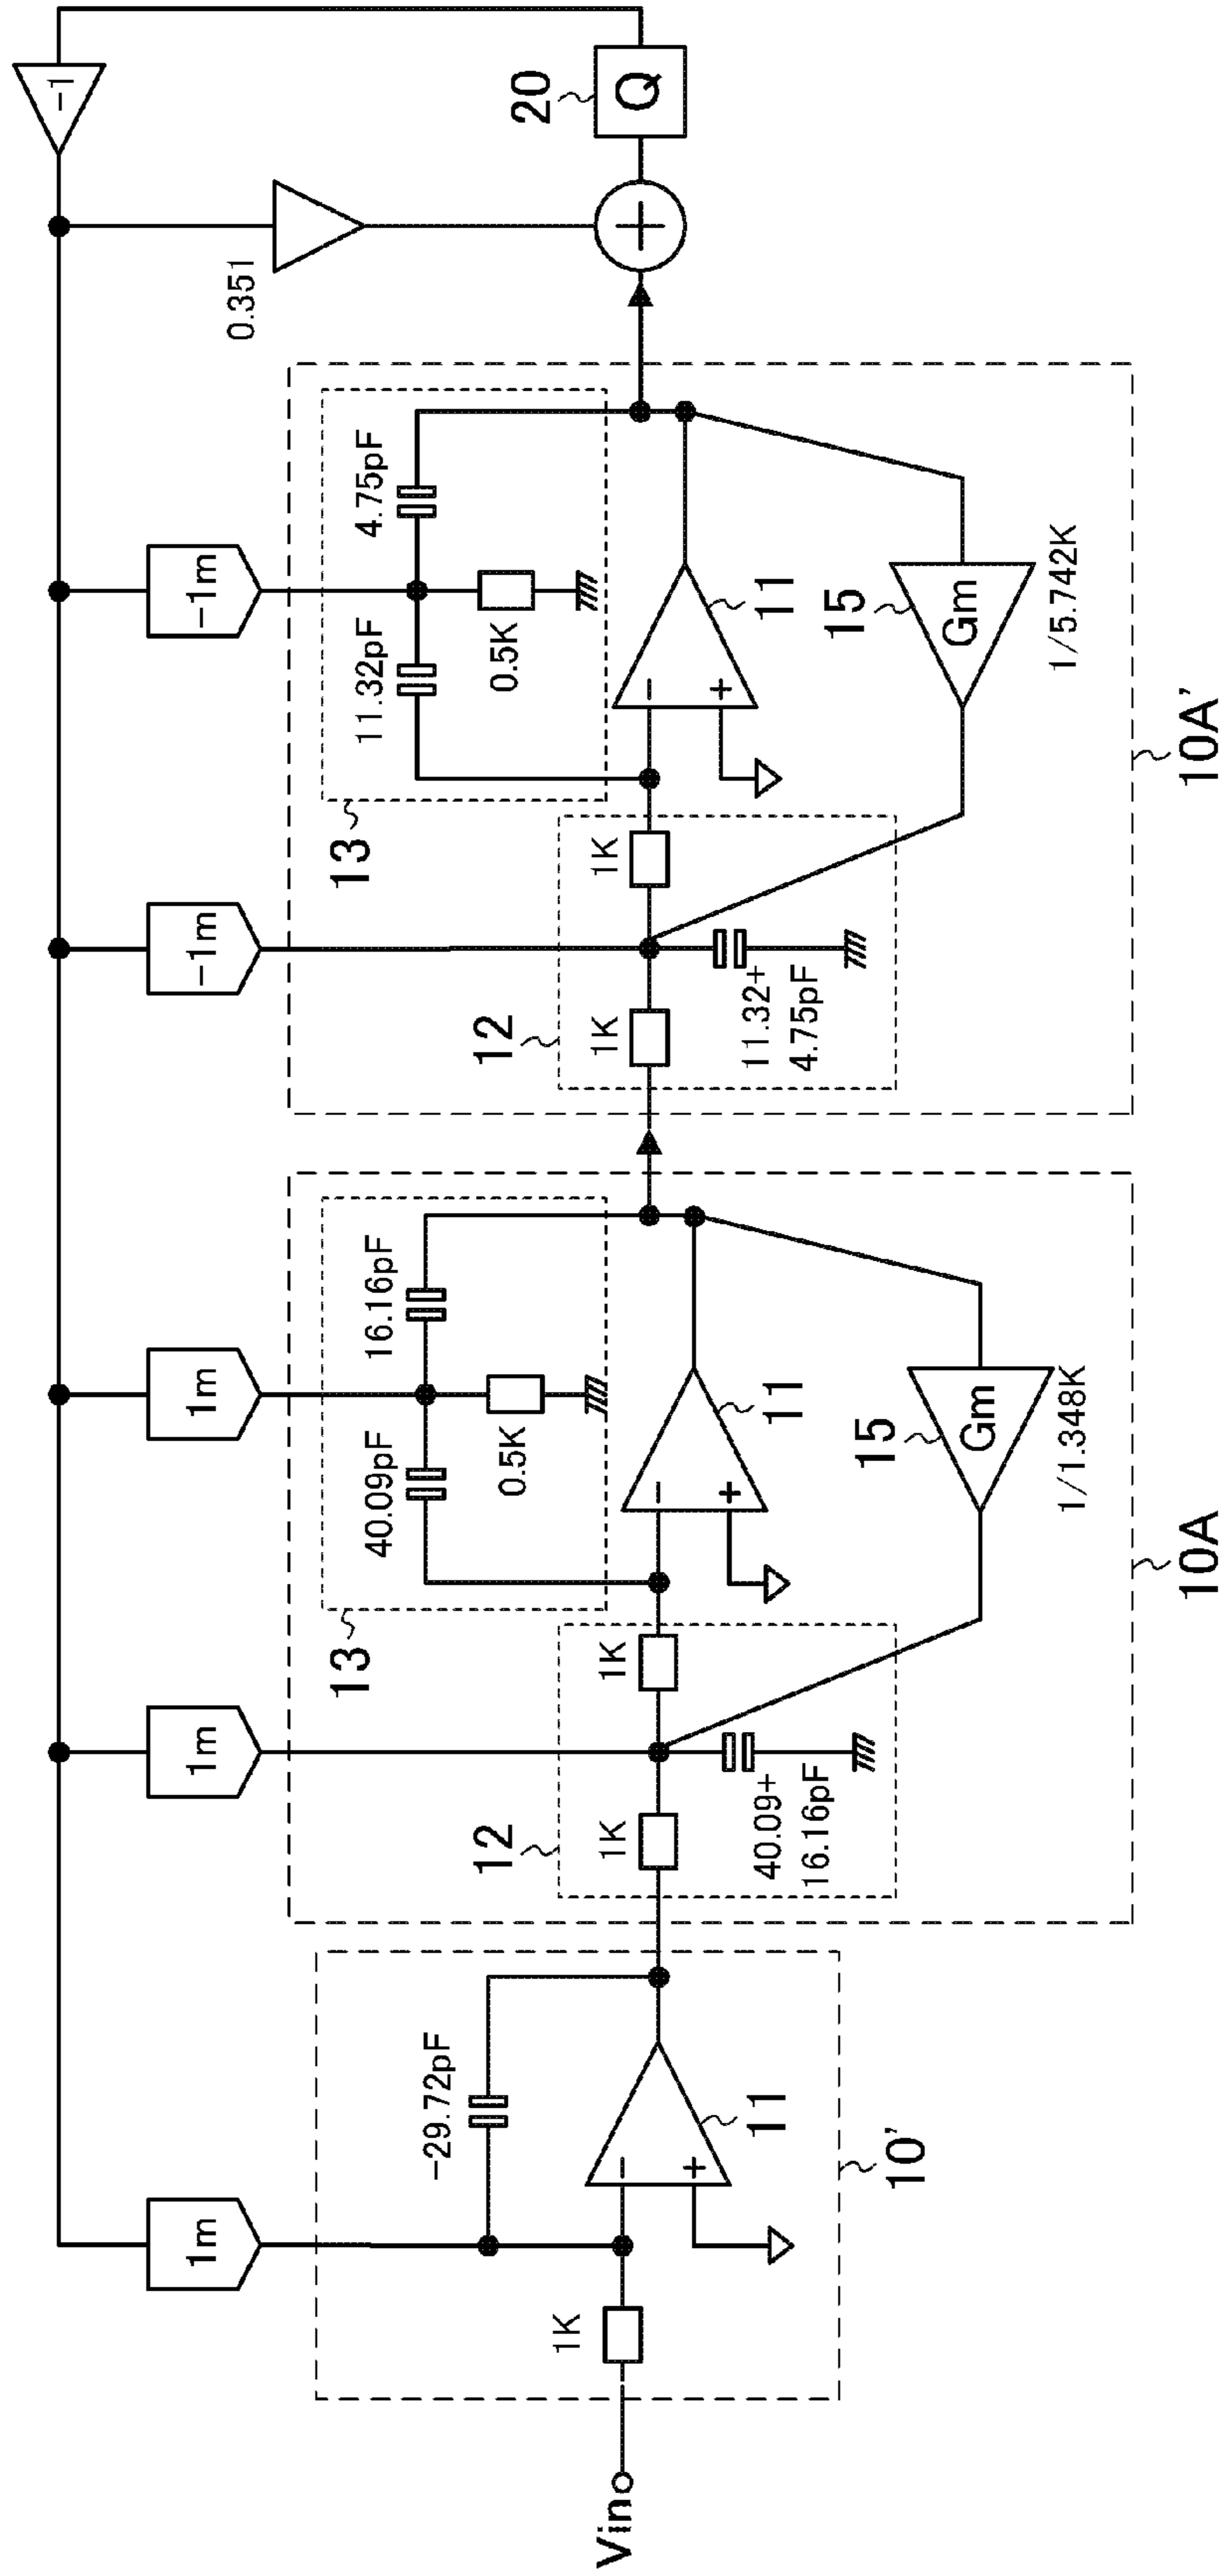 Vin
1K
10'
11
−
+
-29.72pF
1m
10A
12
1K
1K
40.09+
16.16pF
1m
13
40.09pF
16.16pF
0.5K
1m
11
−
+
15
Gm
1/1.348K
10A'
12
1K
1K
11.32+
4.75pF
-1m
13
11.32pF
4.75pF
0.5K
-1m
11
−
+
15
Gm
1/5.742K
0.351
+
20
Q
-1